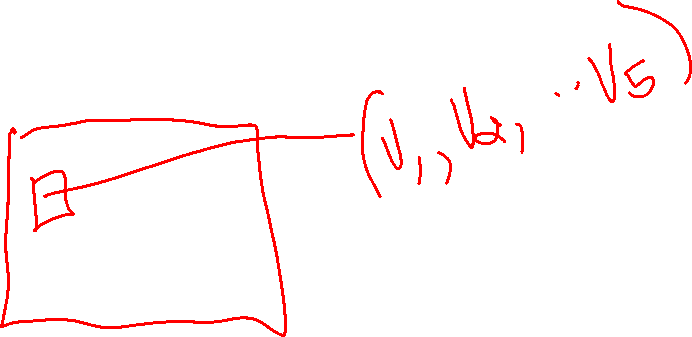 (V1, V2, ..V5)